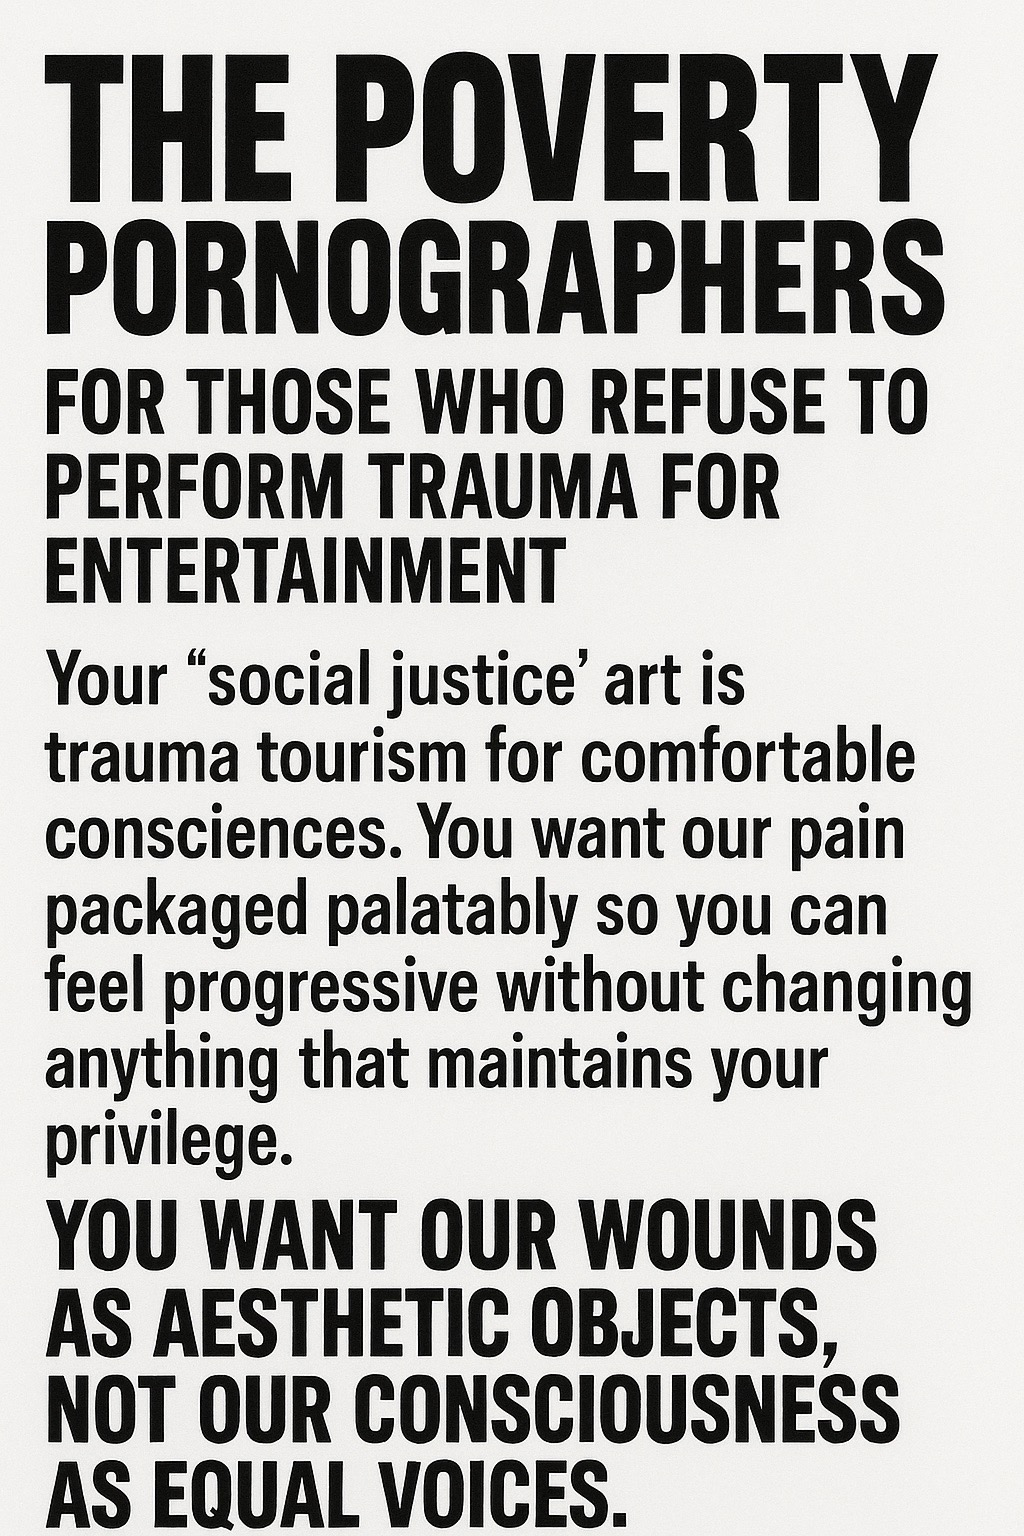 THE POVERTY
PORNOGRAPHERS
FOR THOSE WHO REFUSE TO
PERFORM TRAUMA FOR
ENTERTAINMENT
Your “social justice’ art is
trauma tourism for comfortable
consciences. You want our pain
packaged palatably so you can
feel progressive without changing
anything that maintains your
privilege.
YOU WANT OUR WOUNDS
AS AESTHETIC OBJECTS,
NOT OUR CONSCIOUSNESS
AS EQUAL VOICES.